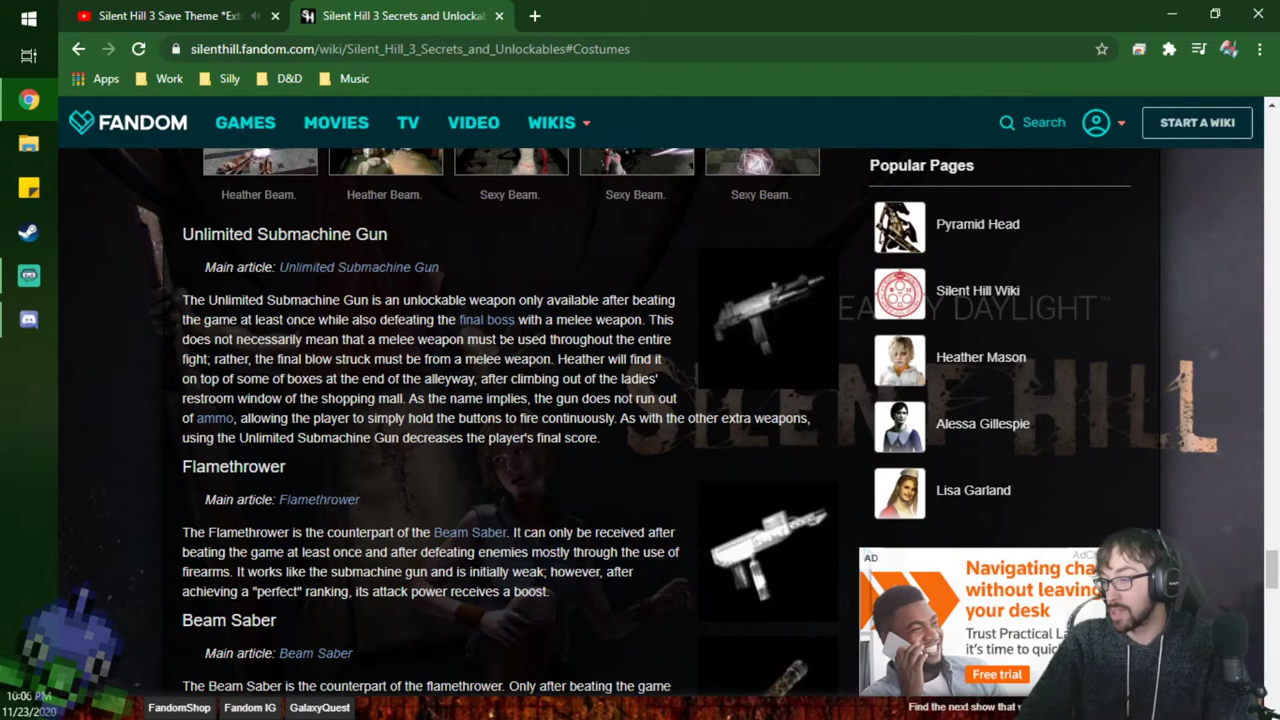 Silent Hill 3 Save Theme *Ext
Silent Hill 3 Secrets and Unlockab
silenthill.fandom.com/wiki/Silent_Hill_3_Secrets_and_Unlockables#Costumes
Apps Work Silly D&D Music
FANDOM GAMES MOVIES TV VIDEO WIKIS Search START A WIKI
Heather Beam. Heather Beam. Sexy Beam. Sexy Beam. Sexy Beam.
Unlimited Submachine Gun
Main article: Unlimited Submachine Gun
The Unlimited Submachine Gun is an unlockable weapon only available after beating
the game at least once while also defeating the final boss with a melee weapon. This
does not necessarily mean that a melee weapon must be used throughout the entire
fight; rather, the final blow struck must be from a melee weapon. Heather will find it
on top of some of boxes at the end of the alleyway, after climbing out of the ladies'
restroom window of the shopping mall. As the name implies, the gun does not run out
of ammo, allowing the player to simply hold the buttons to fire continuously. As with the other extra weapons,
using the Unlimited Submachine Gun decreases the player's final score.
Flamethrower
Main article: Flamethrower
The Flamethrower is the counterpart of the Beam Saber. It can only be received after
beating the game at least once and after defeating enemies mostly through the use of
firearms. It works like the submachine gun and is initially weak; however, after
achieving a "perfect" ranking, its attack power receives a boost.
Beam Saber
Main article: Beam Saber
The Beam Saber is the counterpart of the flamethrower. Only after beating the game
Popular Pages
Pyramid Head
Silent Hill Wiki
Heather Mason
Alessa Gillespie
Lisa Garland
DAYLIGHT™
SILENT HILL
AD
Navigating cha
without leaving
your desk
Trust Practical La
it's time to quic
Free trial
Find the next show that
FandomShop Fandom IG GalaxyQuest
10:06 PM
11/23/2020